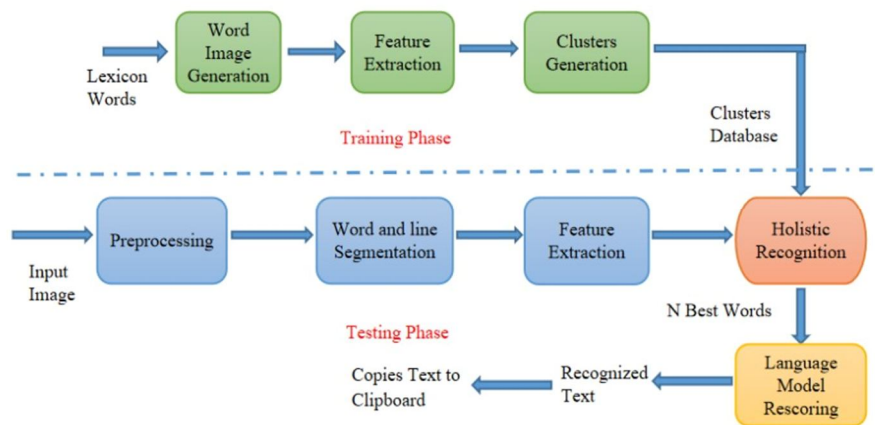 Word
Image
Generation
Feature
Extraction
Clusters
Generation
Lexicon
Words
Clusters
Database
Training Phase
Preprocessing
Word and line
Segmentation
Feature
Extraction
Holistic
Recognition
Input
Image
N Best Words
Testing Phase
Language
Model
Rescoring
Recognized
Text
Copies Text to
Clipboard